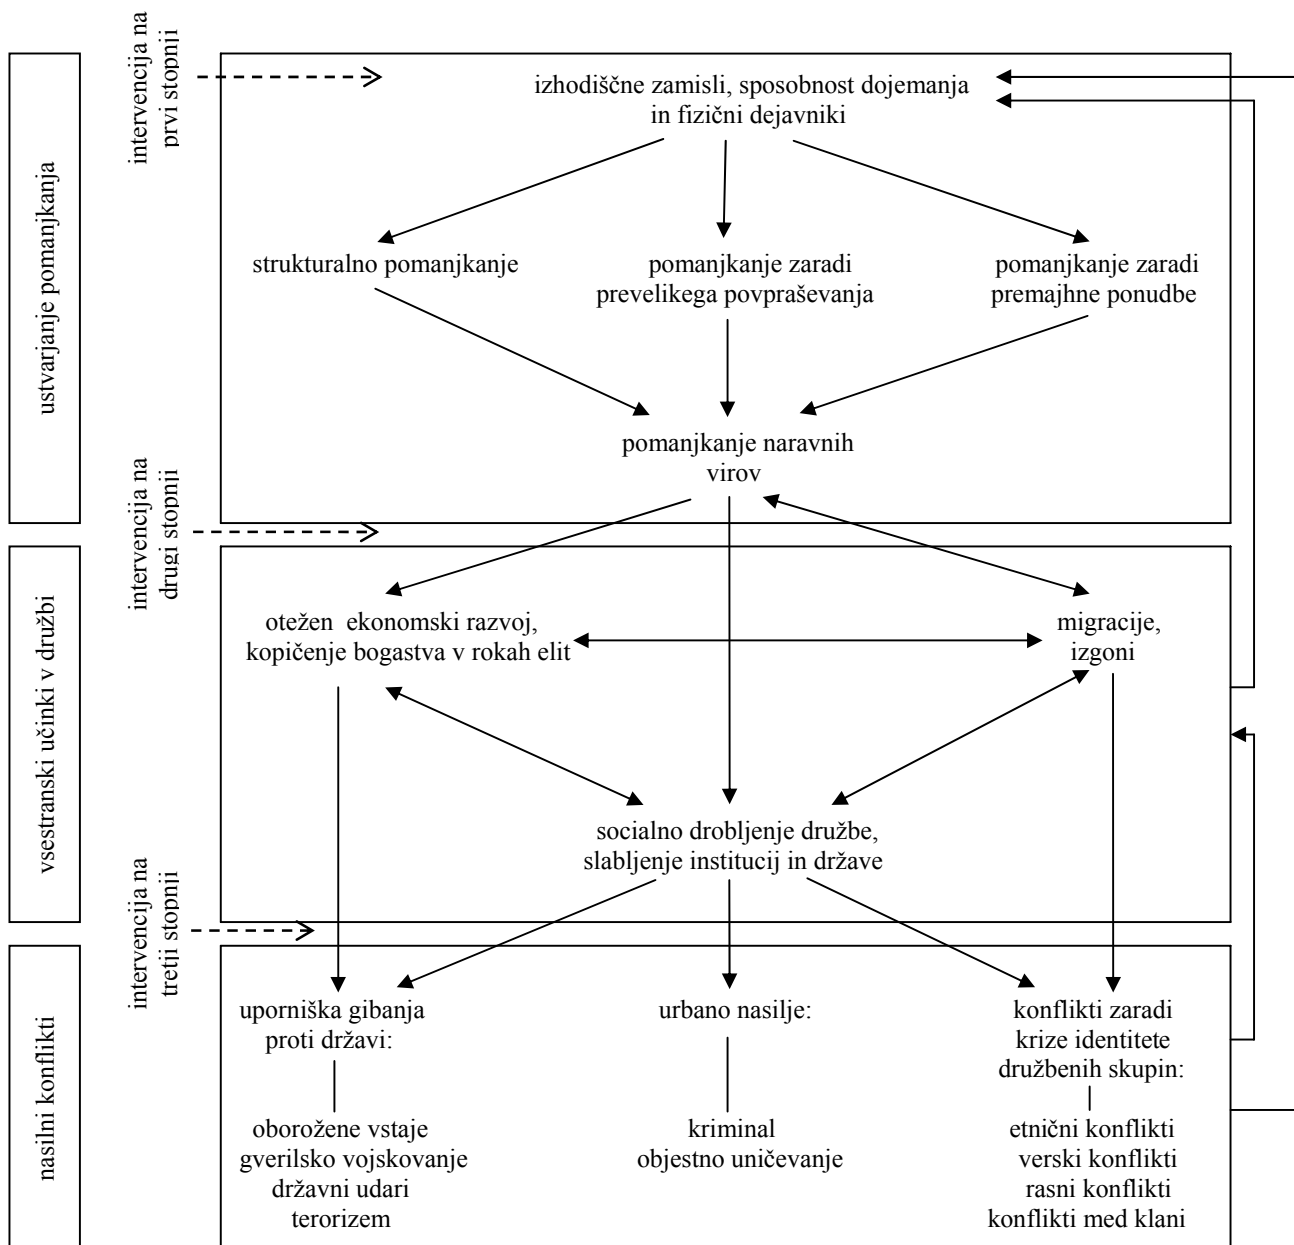 intervencija na
prvi stopnji
izhodiščne zamisli, sposobnost dojemanja
in fizični dejavniki
ustvarjanje pomanjkanja
strukturalno pomanjkanje
pomanjkanje zaradi
prevelikega povpraševanja
pomanjkanje zaradi
premajhne ponudbe
pomanjkanje naravnih
virov
intervencija na
drugi stopnji
vsestranski učinki v družbi
otežen ekonomski razvoj,
kopičenje bogastva v rokah elit
migracije,
izgoni
socialno drobljenje družbe,
slabljenje institucij in države
intervencija na
tretji stopnji
nasilni konflikti
uporniška gibanja
proti državi:
urbano nasilje:
konflikti zaradi
krize identitete
družbenih skupin:
oborožene vstaje
gverilsko vojskovanje
državni udari
terorizem
kriminal
objestno uničevanje
etnični konflikti
verski konflikti
rasni konflikti
konflikti med klani